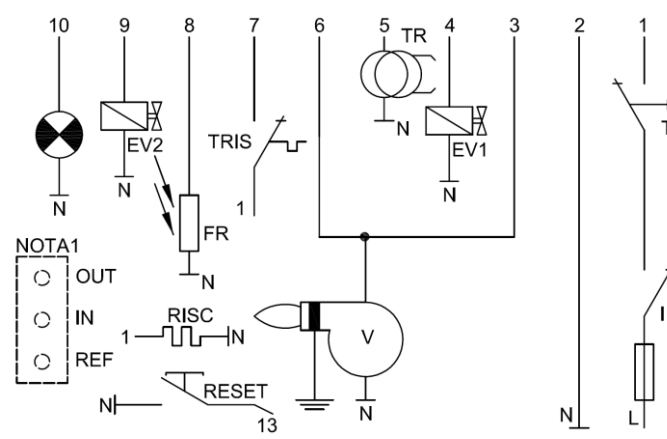 10 9 8 7 6 5 4 3 2 1
TR
N
T
TRIS
EV2
EV1
N
N
N
1
FR
N
NOTA1
OUT
IN
REF
RISC
1
N
V
I
RESET
N
13
N
N
L